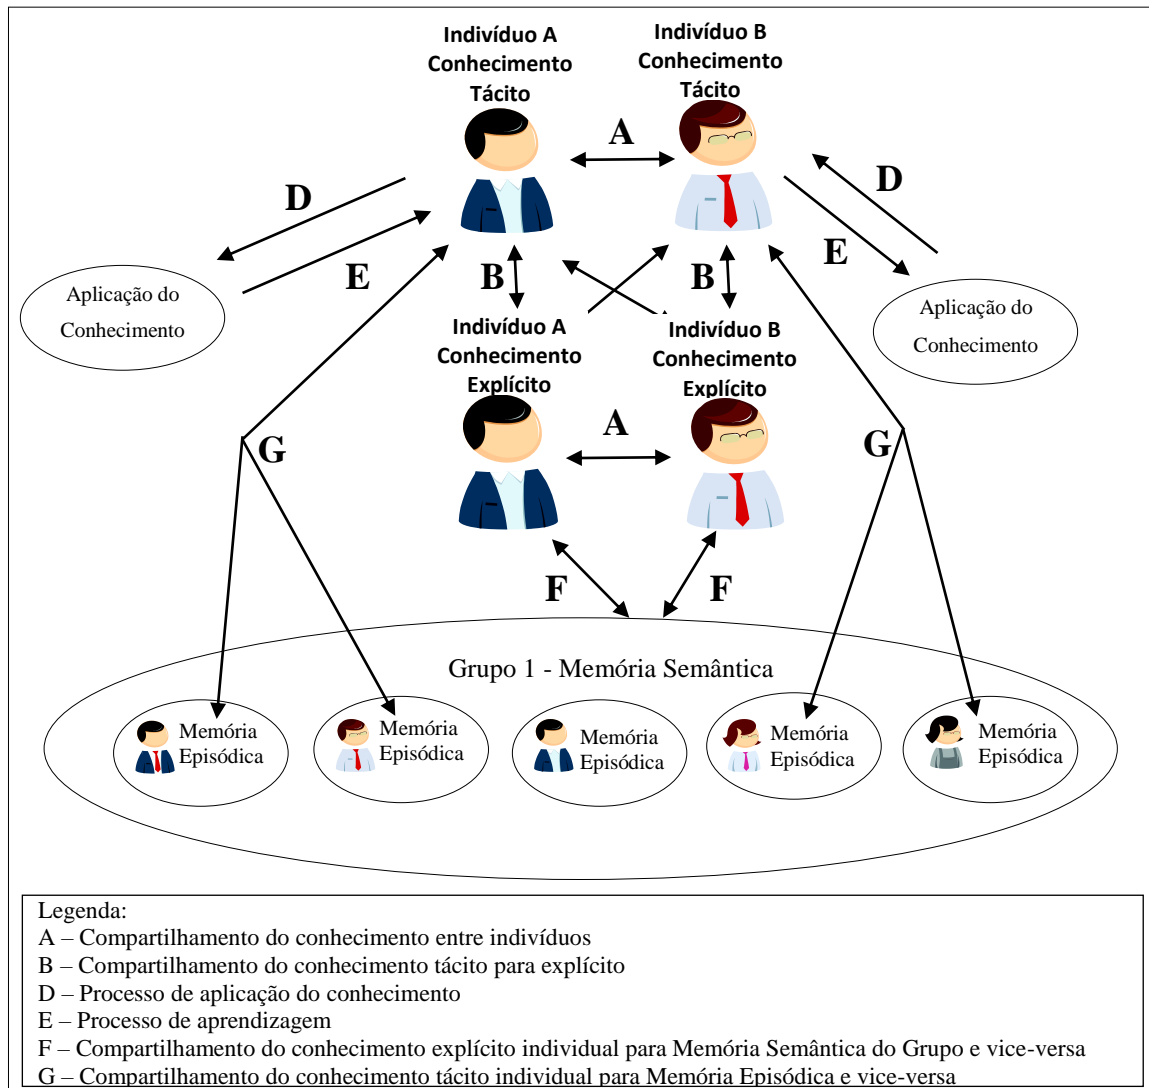 Indivíduo A
Conhecimento
Tácito
Indivíduo B
Conhecimento
Tácito
A
D
D
E
E
B
B
Aplicação do
Conhecimento
Aplicação do
Conhecimento
Indivíduo A
Conhecimento
Explícito
Indivíduo B
Conhecimento
Explícito
A
G
G
F
F
Grupo 1 - Memória Semântica
Memória
Episódica
Memória
Episódica
Memória
Episódica
Memória
Episódica
Memória
Episódica
Legenda:
A – Compartilhamento do conhecimento entre indivíduos
B – Compartilhamento do conhecimento tácito para explícito
D – Processo de aplicação do conhecimento
E – Processo de aprendizagem
F – Compartilhamento do conhecimento explícito individual para Memória Semântica do Grupo e vice-versa
G – Compartilhamento do conhecimento tácito individual para Memória Episódica e vice-versa